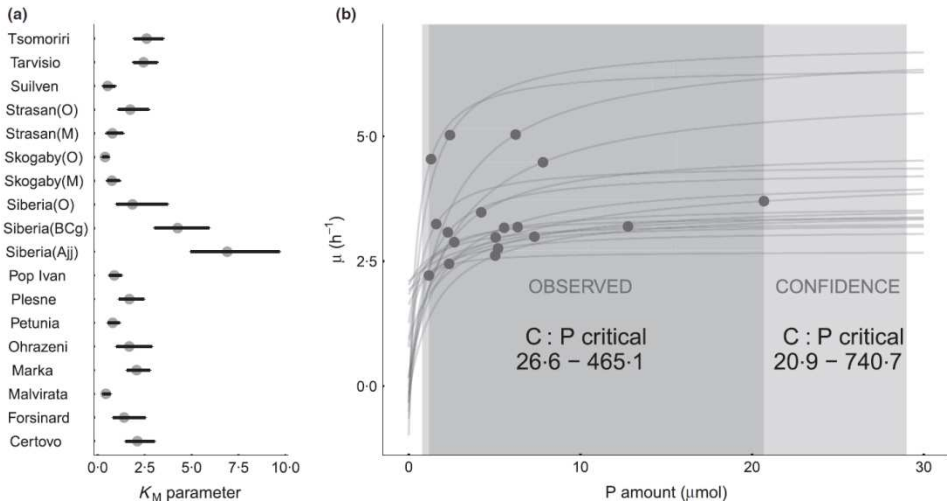 (a)
Tsomoriri
Tarvisio
Suilven
Strasan(O)
Strasan(M)
Skogaby(O)
Skogaby(M)
Siberia(O)
Siberia(BCg)
Siberia(Ajj)
Pop Ivan
Plesne
Petunia
Ohrazeni
Marka
Malvirata
Forsinard
Certovo
0·0 2·5 5·0 7·5 10·0
KM parameter
(b)
μ (h⁻¹)
5·0
2·5
0·0
OBSERVED
C : P critical
26·6 – 465·1
CONFIDENCE
C : P critical
20·9 – 740·7
0 10 20 30
P amount (μmol)